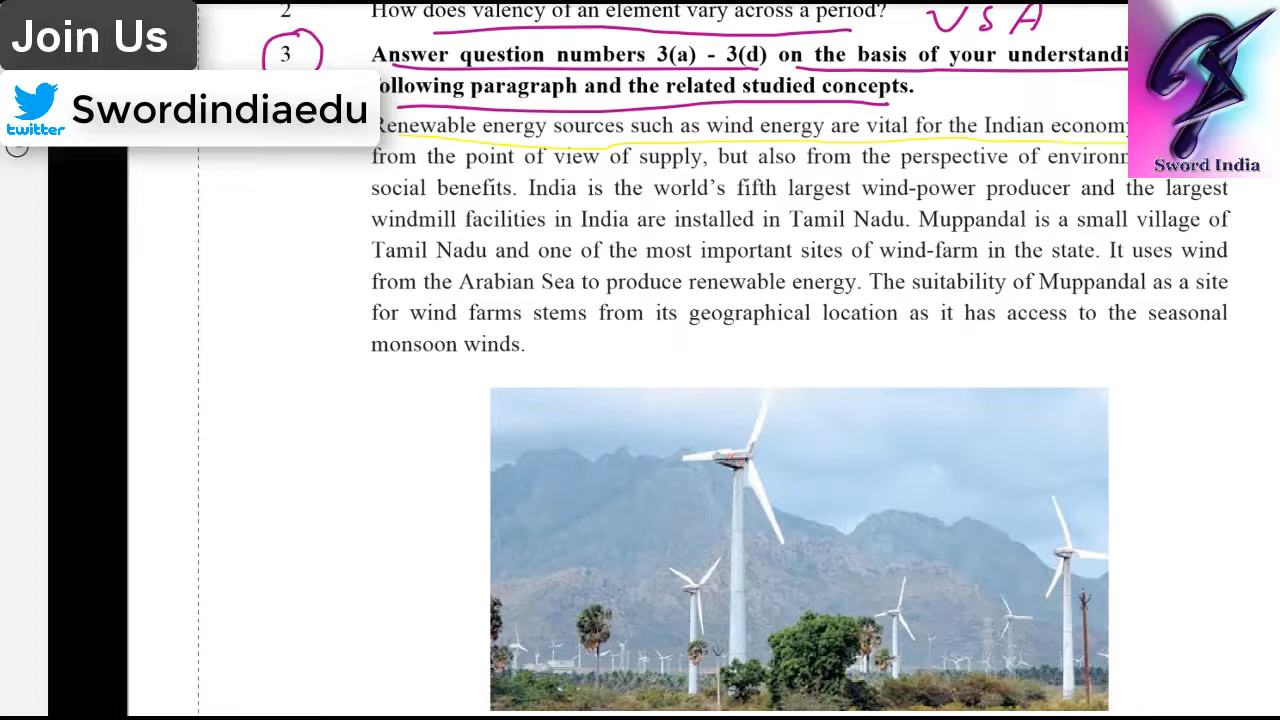 Join Us
twitter
Swordindiaedu
Sword India
2 How does valency of an element vary across a period?
VSA
3 Answer question numbers 3(a) - 3(d) on the basis of your
following paragraph and the related studied concepts.
Renewable energy sources such as wind energy are vital for the Indian
from the point of view of supply, but also from the perspective of
social benefits. India is the world's fifth largest wind-power producer and the largest
windmill facilities in India are installed in Tamil Nadu. Muppandal is a small village of
Tamil Nadu and one of the most important sites of wind-farm in the state. It uses wind
from the Arabian Sea to produce renewable energy. The suitability of Muppandal as a site
for wind farms stems from its geographical location as it has access to the seasonal
monsoon winds.